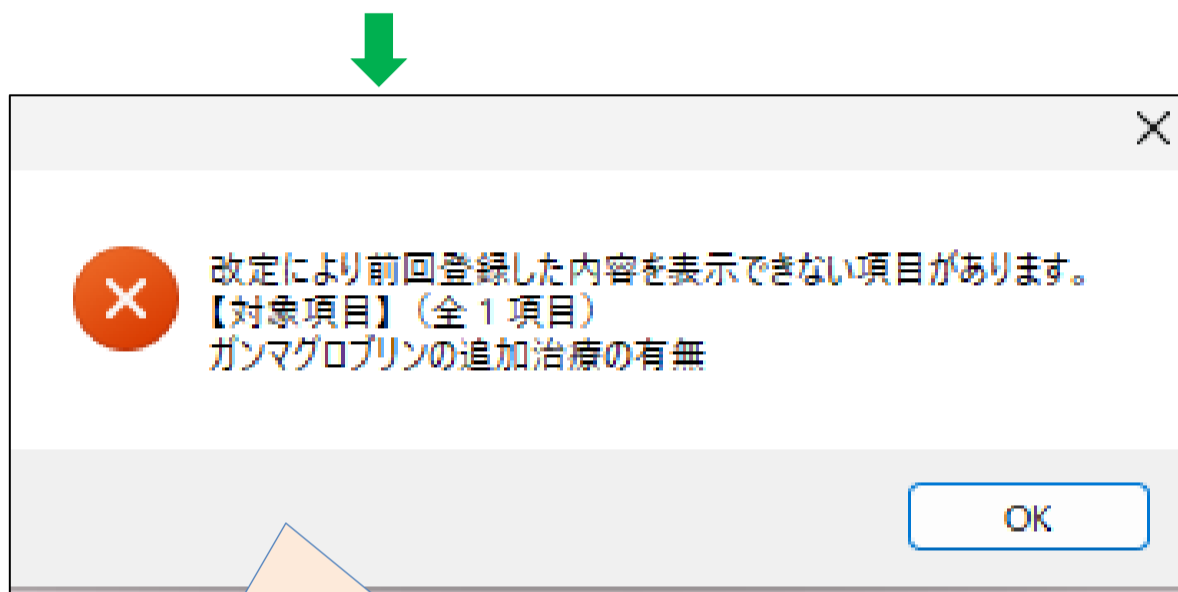 改定により前回登録した内容を表示できない項目があります。
【対象項目】(全1項目)
ガンマグロブリンの追加治療の有無
OK